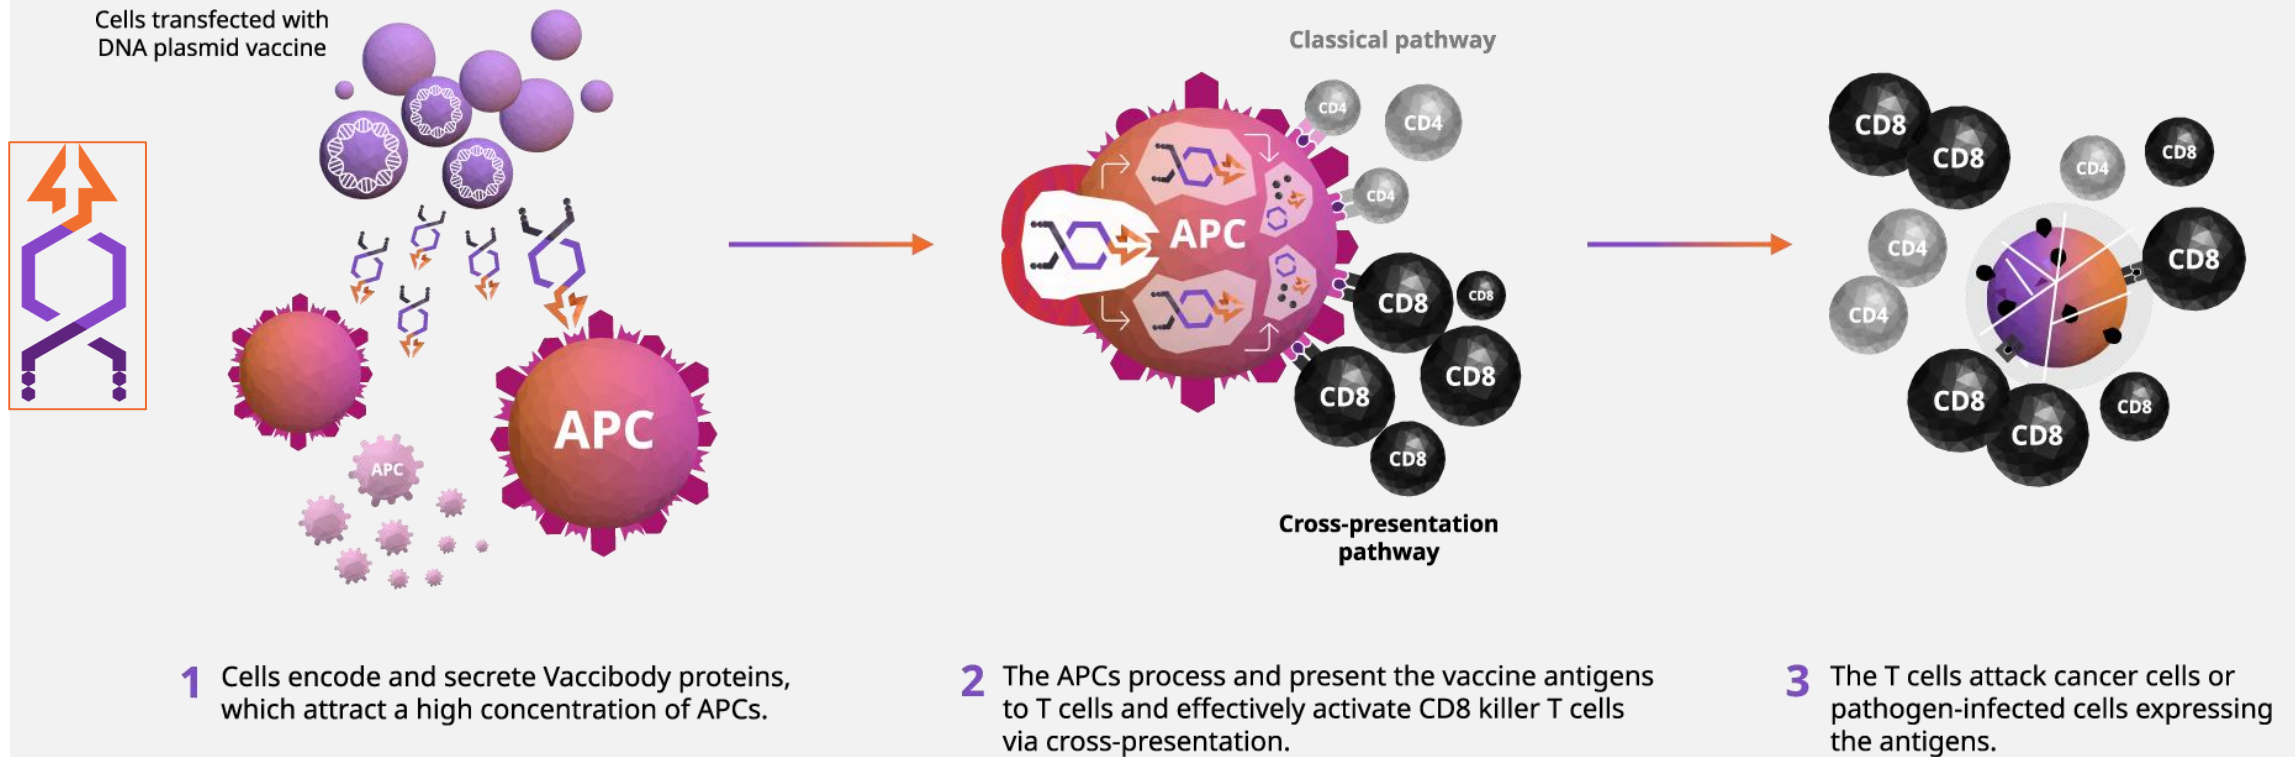 Cells transfected with
DNA plasmid vaccine
APC
APC
Classical pathway
CD4
CD4
CD4
APC
CD8
CD8
CD8
CD8
CD8
Cross-presentation
pathway
CD8
CD8
CD4
CD8
CD4
CD8
CD4
CD8
CD8
CD8
1 Cells encode and secrete Vaccibody proteins,
which attract a high concentration of APCs.
2 The APCs process and present the vaccine antigens
to T cells and effectively activate CD8 killer T cells
via cross-presentation.
3 The T cells attack cancer cells or
pathogen-infected cells expressing
the antigens.